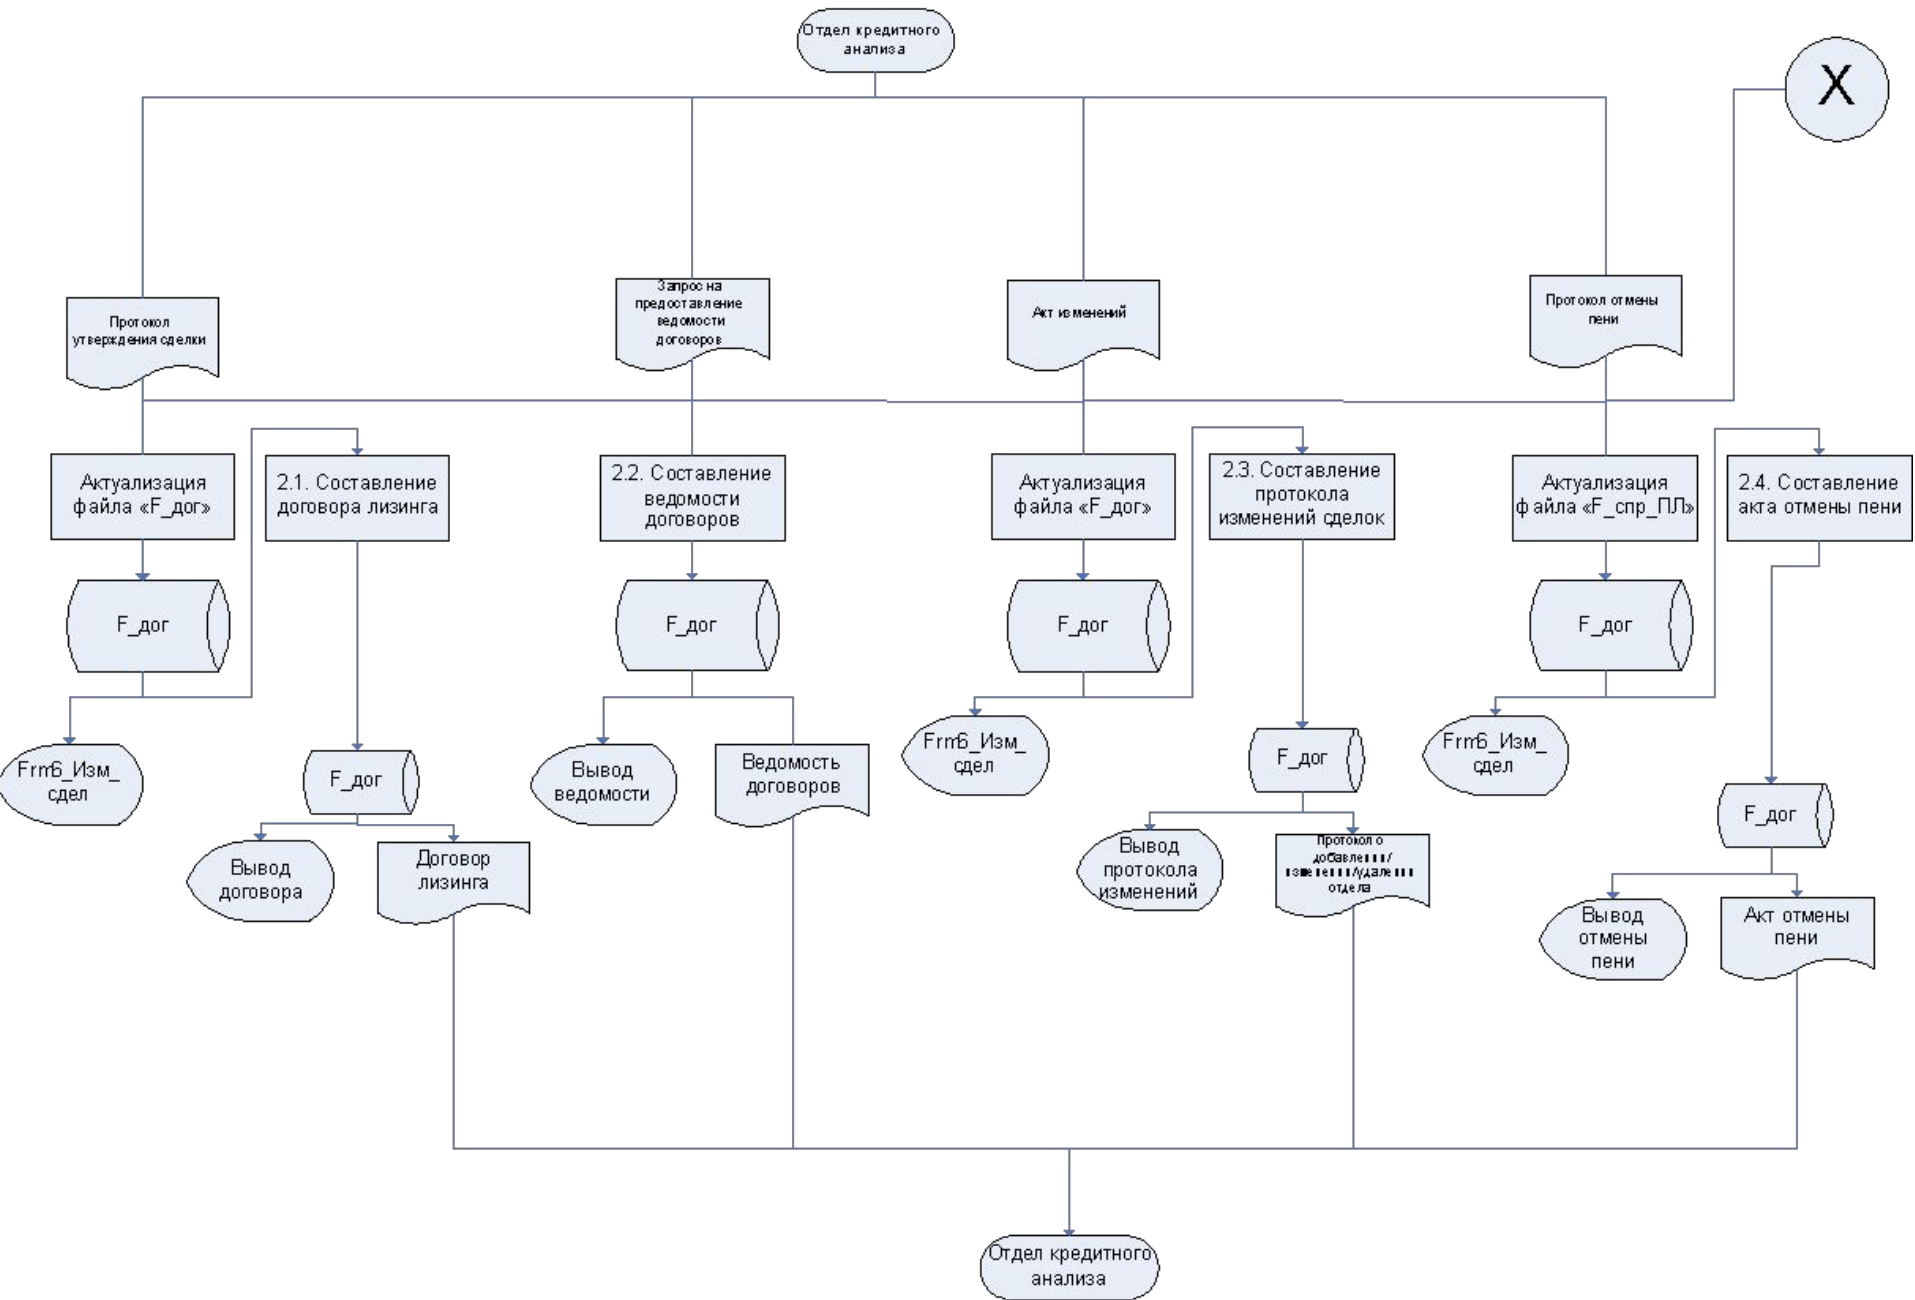 Отдел кредитного
анализа
X
Протокол
утверждения сделки
Запрос на
предоставление
ведомости
договоров
Акт изменений
Протокол отмены
пени
Актуализация
файла «F_дог»
2.1. Составление
договора лизинга
2.2. Составление
ведомости
договоров
Актуализация
файла «F_дог»
2.3. Составление
протокола
изменений сделок
Актуализация
файла «F_спр_ПЛ»
2.4. Составление
акта отмены пени
F_дог
F_дог
F_дог
F_дог
Frm6_Изм_
сдел
F_дог
Вывод
ведомости
Ведомость
договоров
Frm6_Изм_
сдел
F_дог
Frm6_Изм_
сдел
F_дог
Вывод
договора
Договор
лизинга
Вывод
протокола
изменений
Протокол о
добавлении/
изменении/удалении
отдела
Вывод
отмены
пени
Акт отмены
пени
Отдел кредитного
анализа